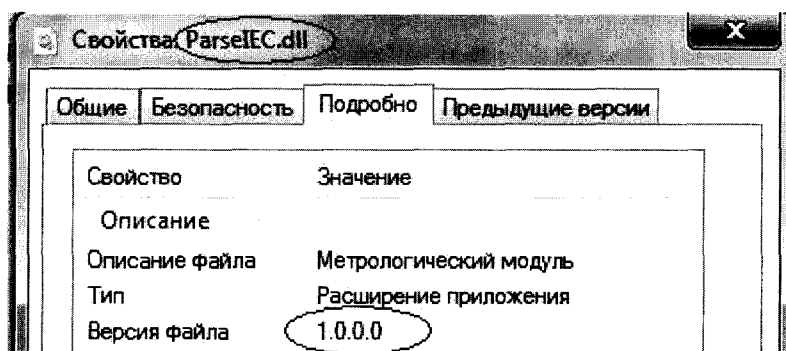 Свойства: ParseIEC.dll
x
Общие Безопасность Подробно Предыдущие версии
Свойство Значение
Описание
Описание файла Метрологический модуль
Тип Расширение приложения
Версия файла 1.0.0.0